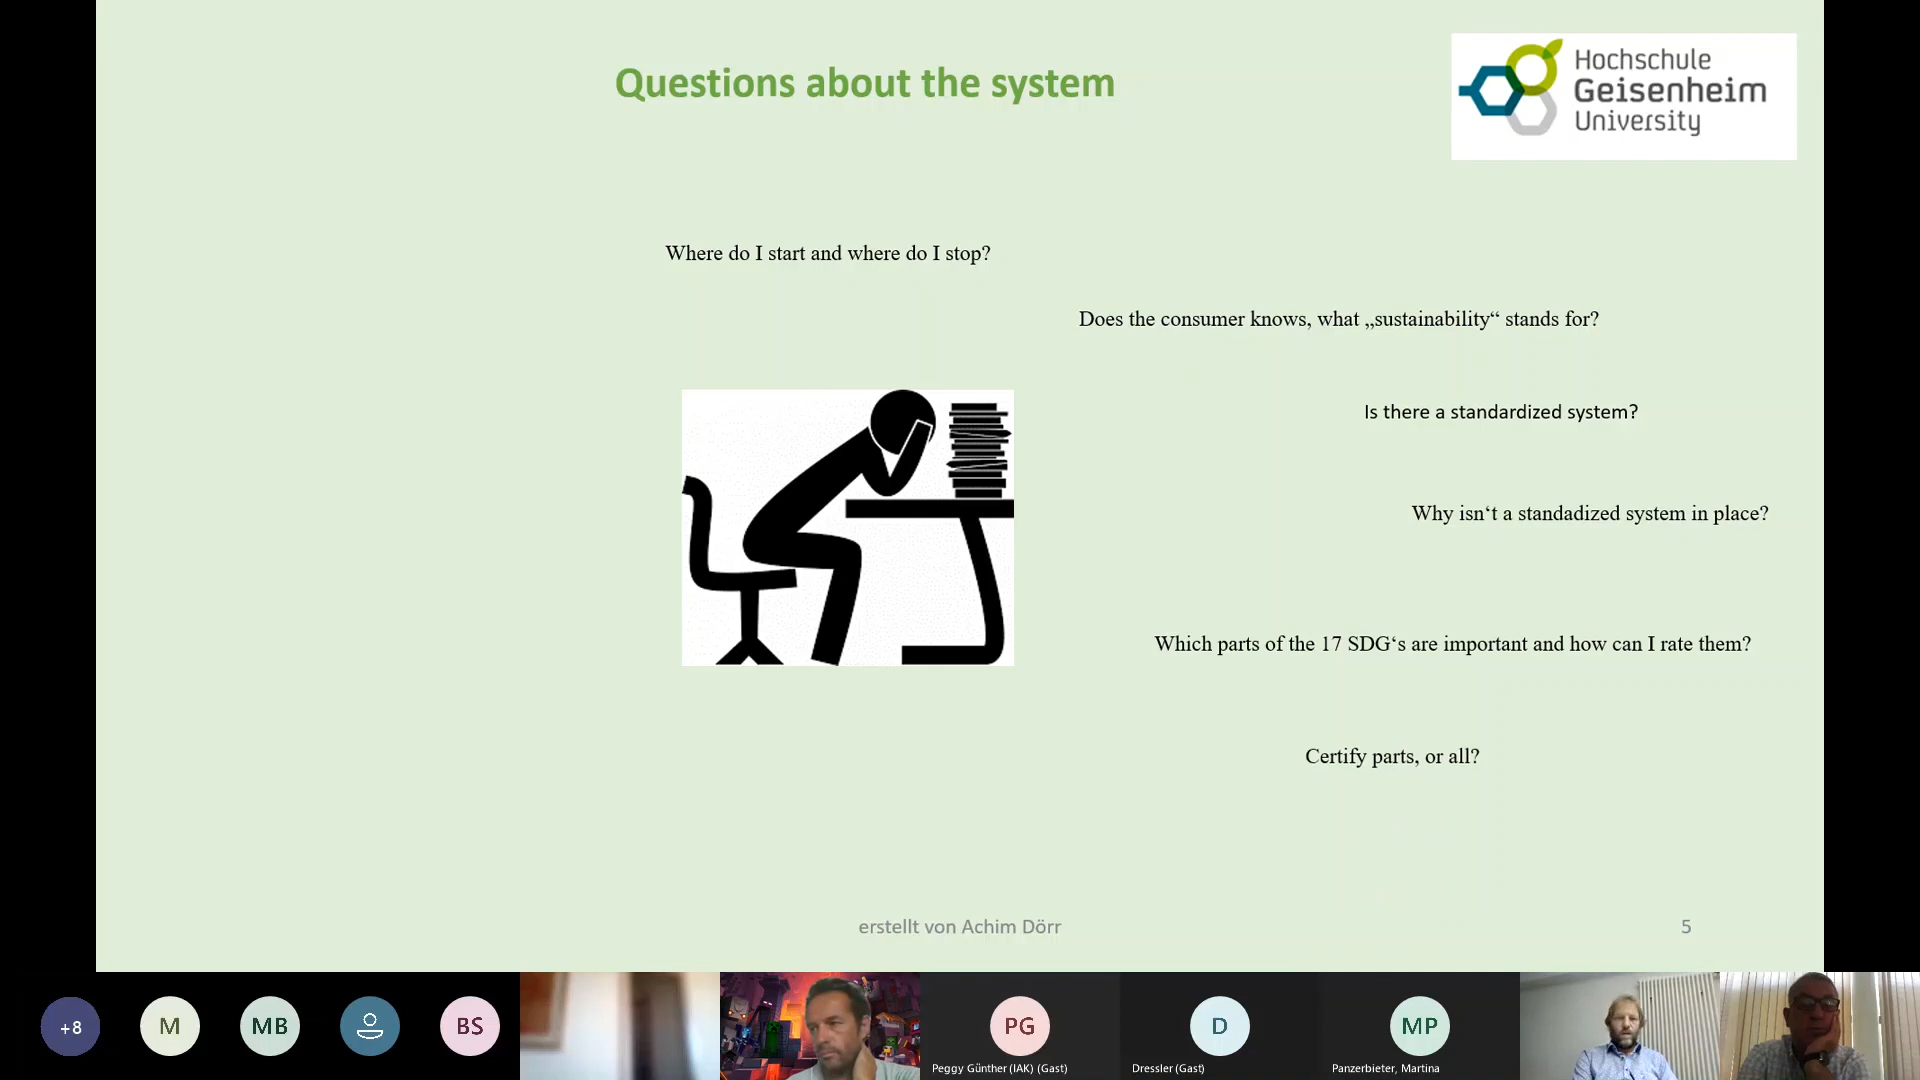 Questions about the system
Hochschule
Geisenheim
University
Where do I start and where do I stop?
Does the consumer knows, what „sustainability“ stands for?
Is there a standardized system?
Why isn‘t a standadized system in place?
Which parts of the 17 SDG‘s are important and how can I rate them?
Certify parts, or all?
erstellt von Achim Dörr
5
+8
M
MB
BS
PG
Peggy Günther (IAK) (Gast)
D
Dressler (Gast)
MP
Panzerbieter, Martina